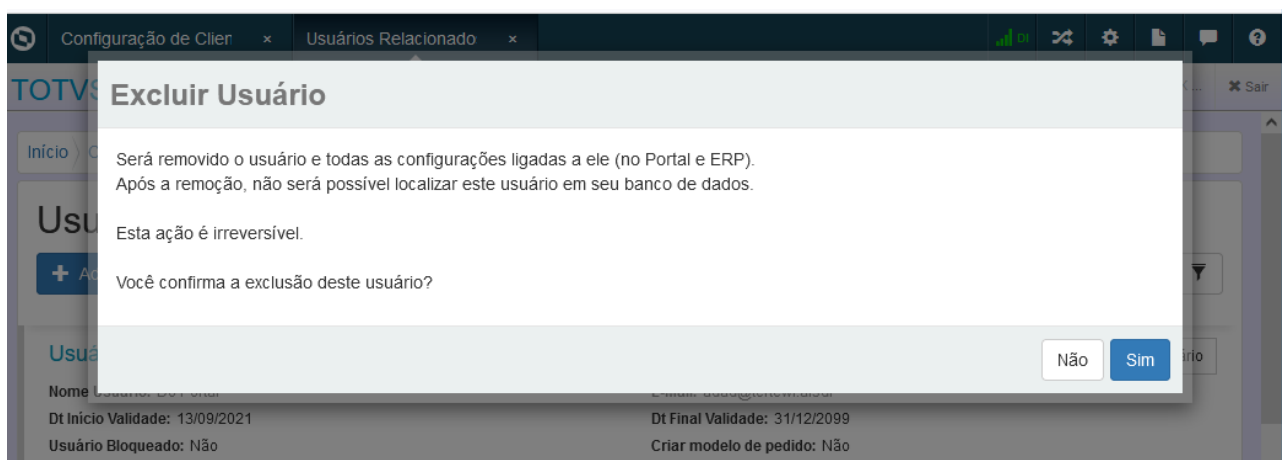 Configuração de Clien × Usuários Relacionado × DI
TOTVS Excluir Usuário Sair
Início
Será removido o usuário e todas as configurações ligadas a ele (no Portal e ERP).
Após a remoção, não será possível localizar este usuário em seu banco de dados.
Esta ação é irreversível.
Você confirma a exclusão deste usuário?
Não Sim
Nome
Dt Início Validade: 13/09/2021 Dt Final Validade: 31/12/2099
Usuário Bloqueado: Não Criar modelo de pedido: Não